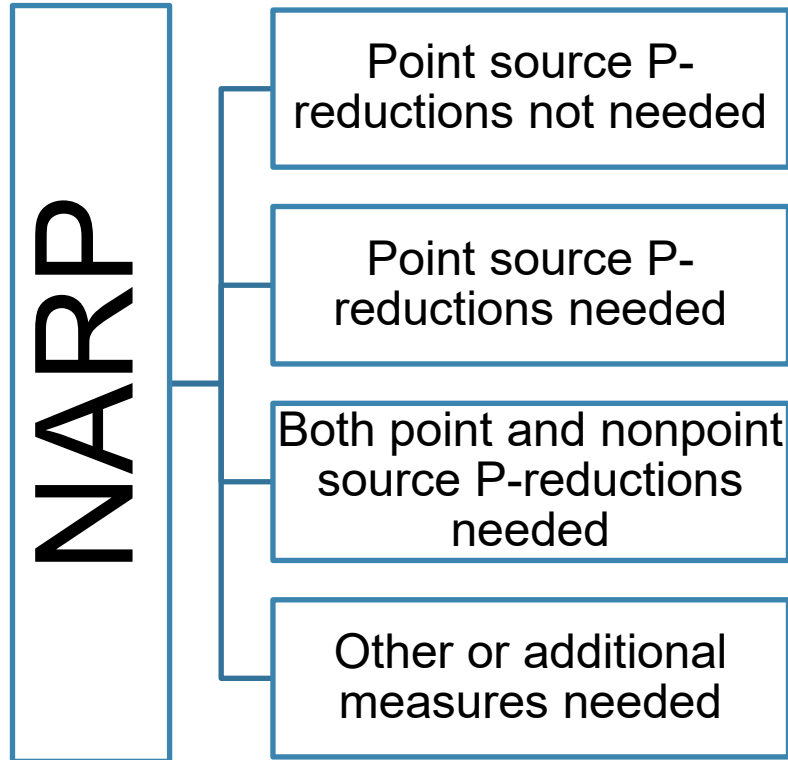 NARP
Point source P-
reductions not needed
Point source P-
reductions needed
Both point and nonpoint
source P-reductions
needed
Other or additional
measures needed